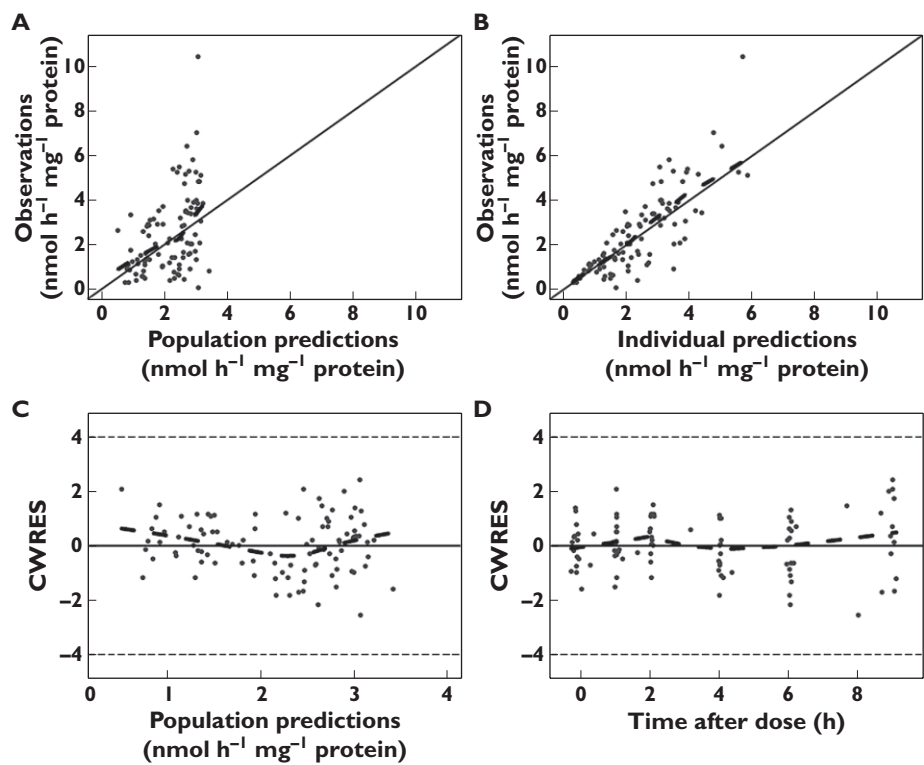 A
Observations
(nmol h⁻¹ mg⁻¹ protein)
10
8
6
4
2
0
0 2 4 6 8 10
Population predictions
(nmol h⁻¹ mg⁻¹ protein)
B
Observations
(nmol h⁻¹ mg⁻¹ protein)
10
8
6
4
2
0
0 2 4 6 8 10
Individual predictions
(nmol h⁻¹ mg⁻¹ protein)
C
CWRES
4
2
0
−2
−4
0 1 2 3 4
Population predictions
(nmol h⁻¹ mg⁻¹ protein)
D
CWRES
4
2
0
−2
−4
0 2 4 6 8
Time after dose (h)